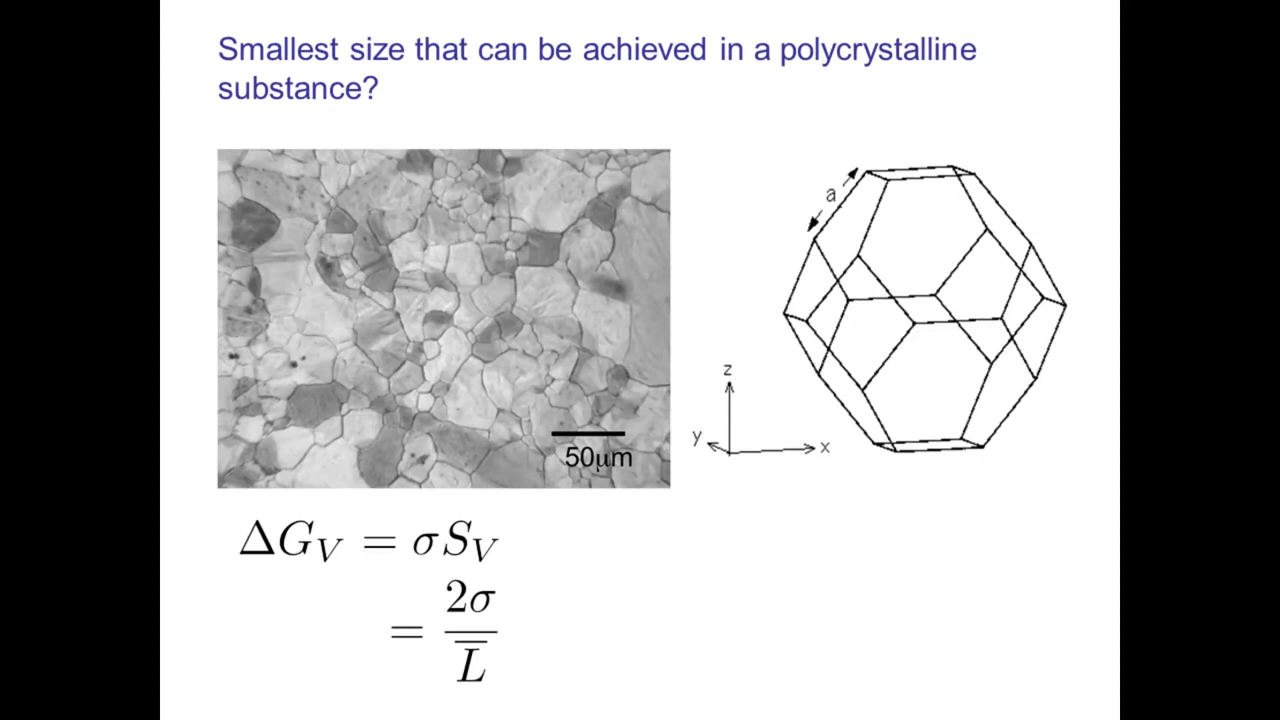 Smallest size that can be achieved in a polycrystalline
substance?
a
50μm
z
y
x
ΔG_V = σS_V
= 2σ / L̅